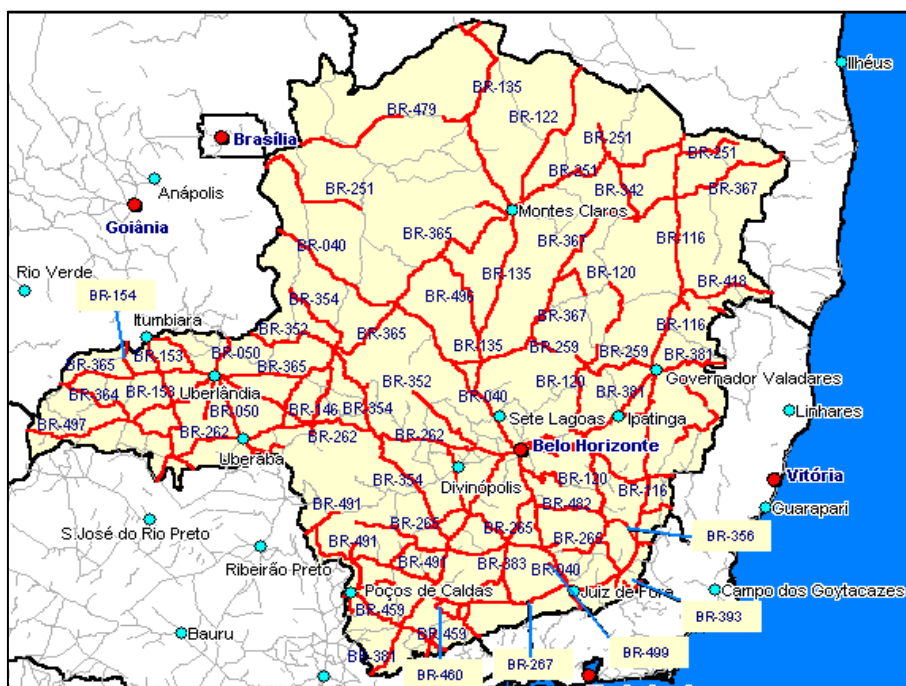 Ilhéus
BR-135
BR-479
BR-122
Brasília
BR-251
BR-251
BR-251
Anápolis
BR-251
BR-342
BR-367
Goiânia
Montes Claros
BR-365
BR-367
BR-116
BR-040
Rio Verde
BR-135
BR-120
BR-418
BR-154
BR-354
BR-496
Itumbiara
BR-352
BR-365
BR-367
BR-116
BR-153
BR-050
BR-135
BR-259
BR-259
BR-381
BR-365
BR-365
Uberlândia
BR-352
BR-120
Governador Valadares
BR-364
BR-153
BR-040
BR-381
BR-050
BR-146
BR-354
Sete Lagoas
Ipatinga
Linhares
BR-497
BR-262
BR-262
BR-262
Uberaba
Belo Horizonte
Divinópolis
BR-354
BR-120
Vitória
BR-116
BR-491
BR-482
Guarapari
S.José do Rio Preto
BR-265
BR-265
BR-356
BR-491
BR-265
Ribeirão Preto
BR-491
BR-383
BR-040
Poços de Caldas
Juiz de Fora
Campo dos Goytacazes
BR-459
BR-393
Bauru
BR-459
BR-499
BR-381
BR-460
BR-267